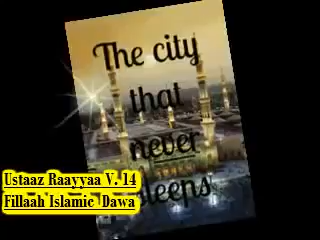 The city
that
never
sleeps
Ustaaz Raayyaa V. 14
Fillaah Islamic Dawa